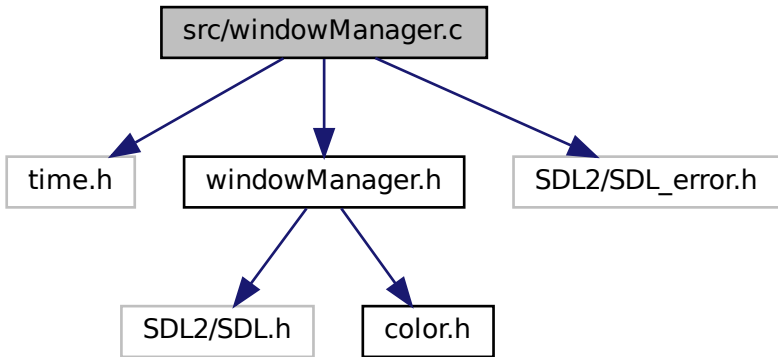 src/windowManager.c
time.h
windowManager.h
SDL2/SDL_error.h
SDL2/SDL.h
color.h